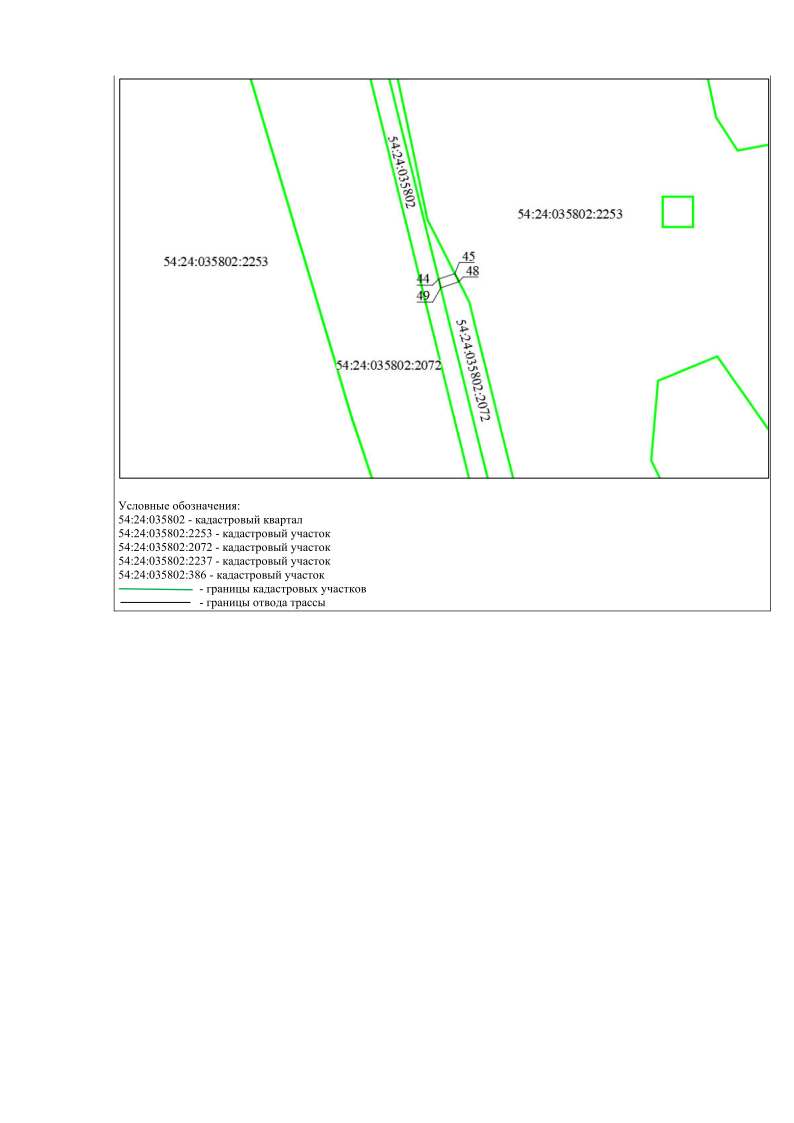 54:24:035802
54:24:035802:2253
54:24:035802:2253
45
48
44
49
54:24:035802:2072
54:24:035802:2072
Условные обозначения:
54:24:035802 - кадастровый квартал
54:24:035802:2253 - кадастровый участок
54:24:035802:2072 - кадастровый участок
54:24:035802:2237 - кадастровый участок
54:24:035802:386 - кадастровый участок
- границы кадастровых участков
- границы отвода трассы